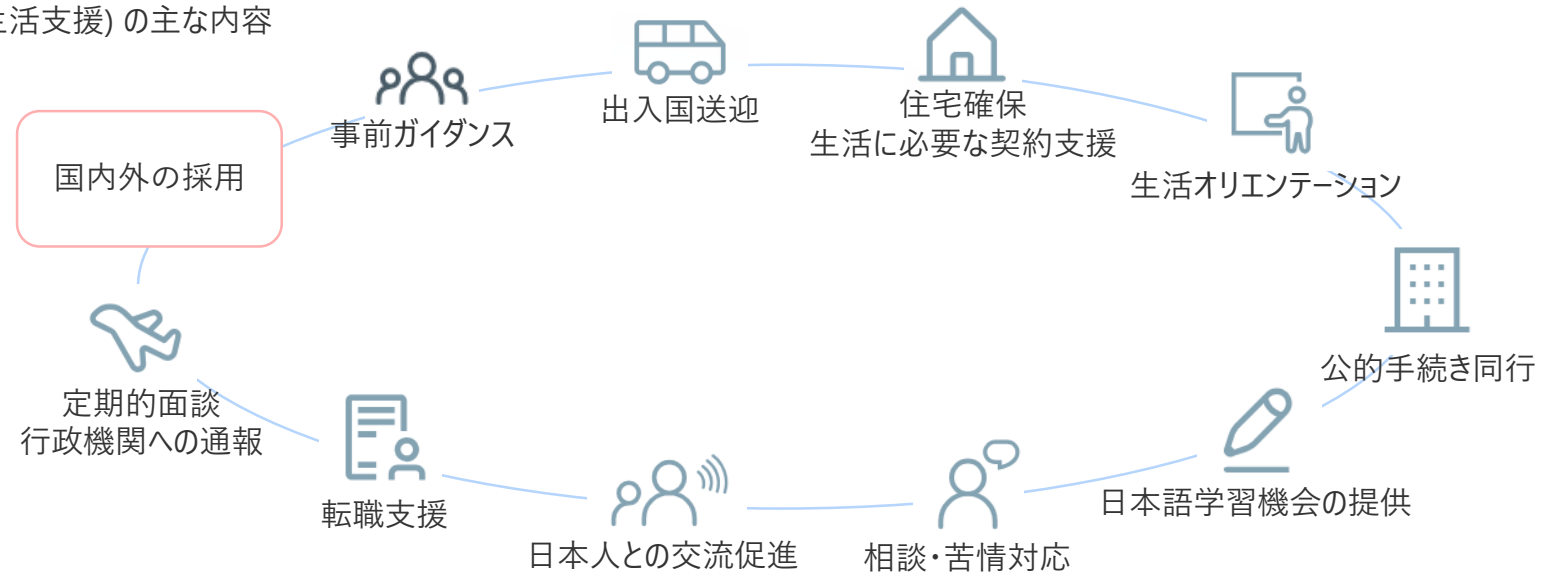 生活支援) の主な内容
国内外の採用
事前ガイダンス
出入国送迎
住宅確保
生活に必要な契約支援
生活オリエンテーション
公的手続き同行
日本語学習機会の提供
相談・苦情対応
日本人との交流促進
転職支援
定期的面談
行政機関への通報